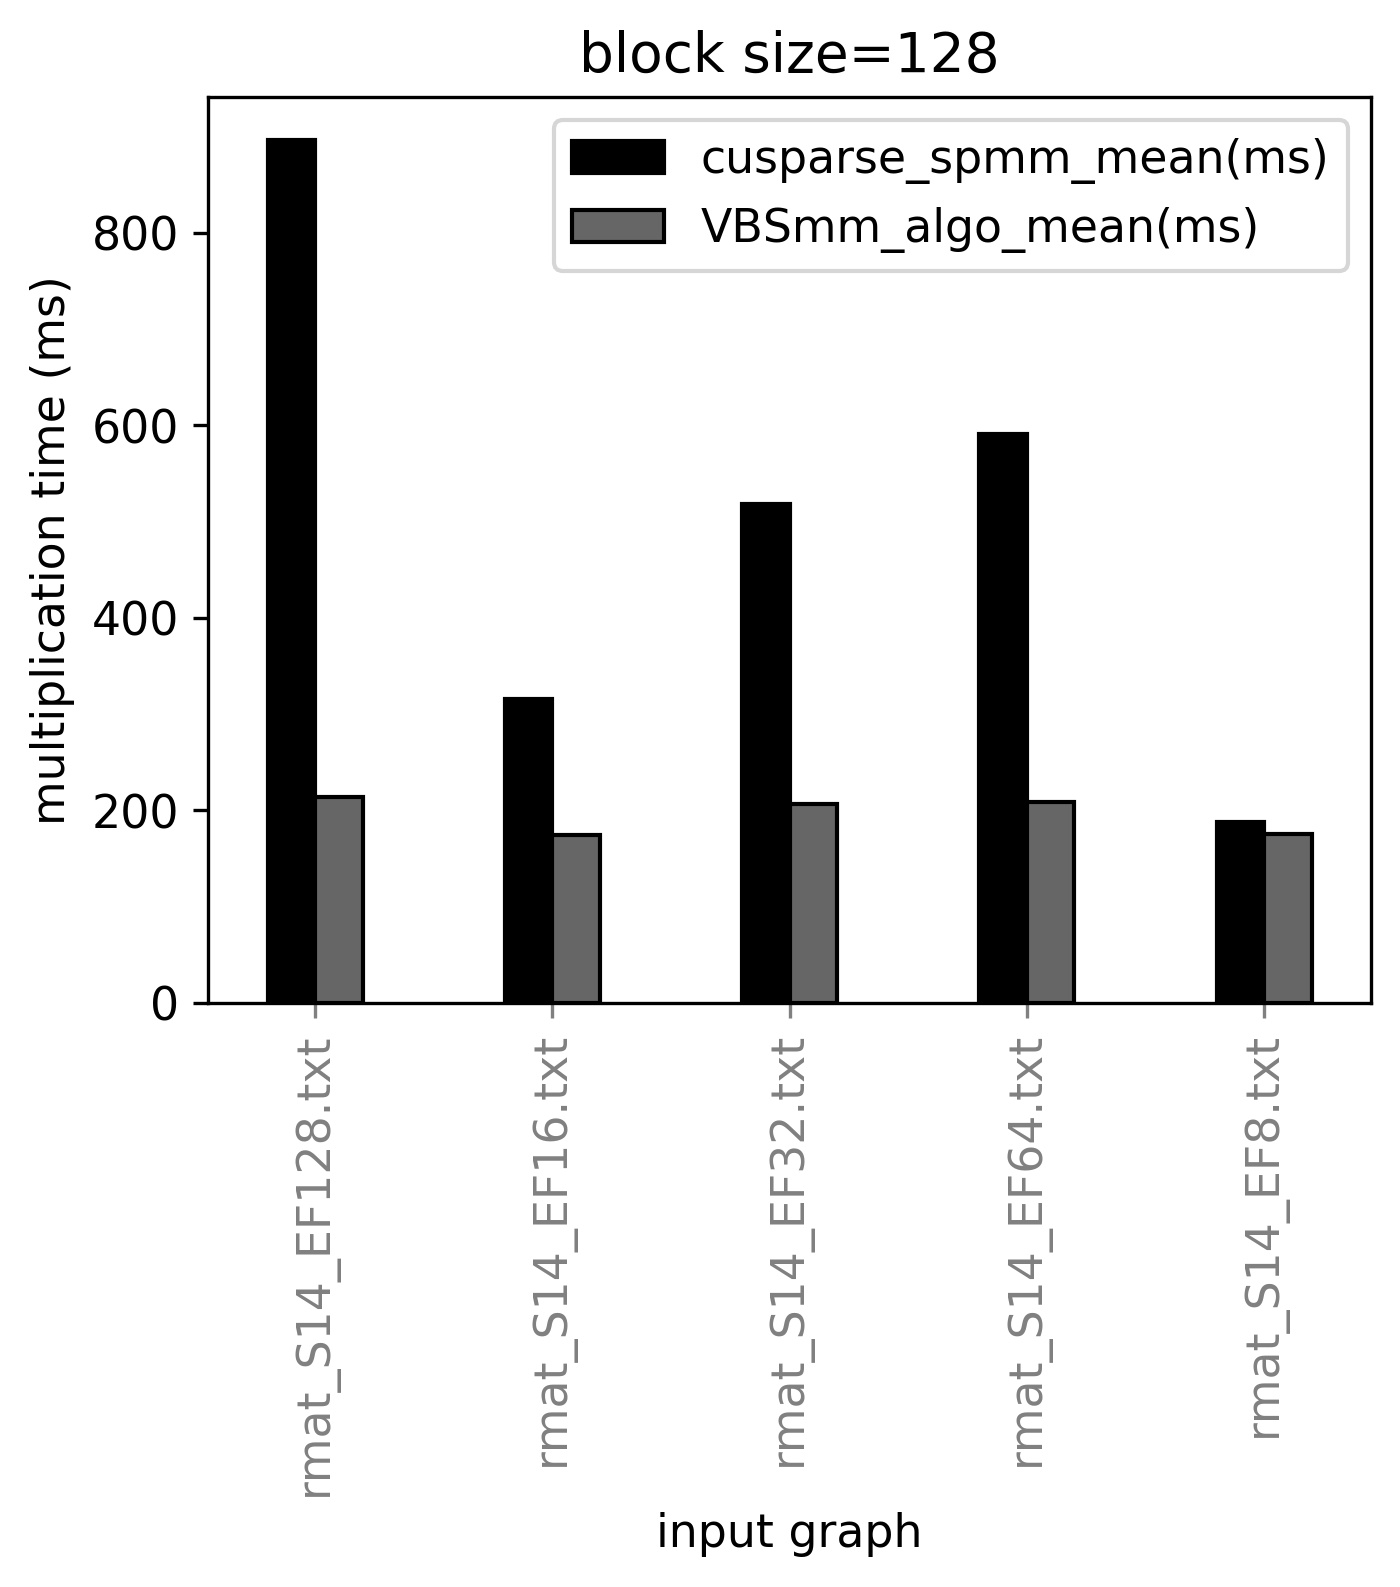 block size=128
cusparse_spmm_mean(ms)
VBSmm_algo_mean(ms)
multiplication time (ms)
800
600
400
200
0
rmat_S14_EF128.txt
rmat_S14_EF16.txt
rmat_S14_EF32.txt
rmat_S14_EF64.txt
rmat_S14_EF8.txt
input graph